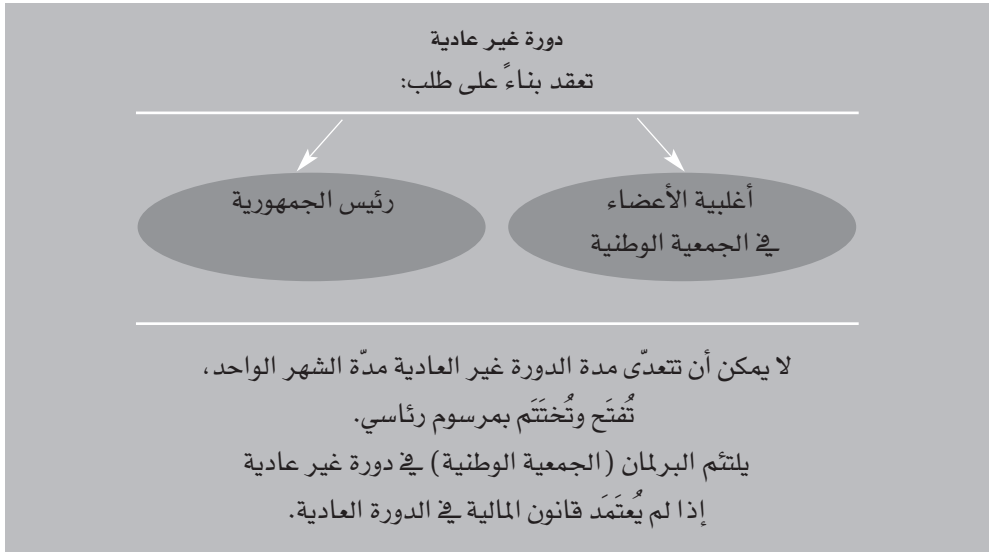 دورة غير عادية
تعقد بناءً على طلب:
أغلبية الأعضاء
في الجمعية الوطنية
رئيس الجمهورية
لا يمكن أن تتعدّى مدة الدورة غير العادية مدّة الشهر الواحد،
تُفتَح وتُختَتَم بمرسوم رئاسي.
يلتئم البرلمان (الجمعية الوطنية) في دورة غير عادية
إذا لم يُعتَمَد قانون المالية في الدورة العادية.